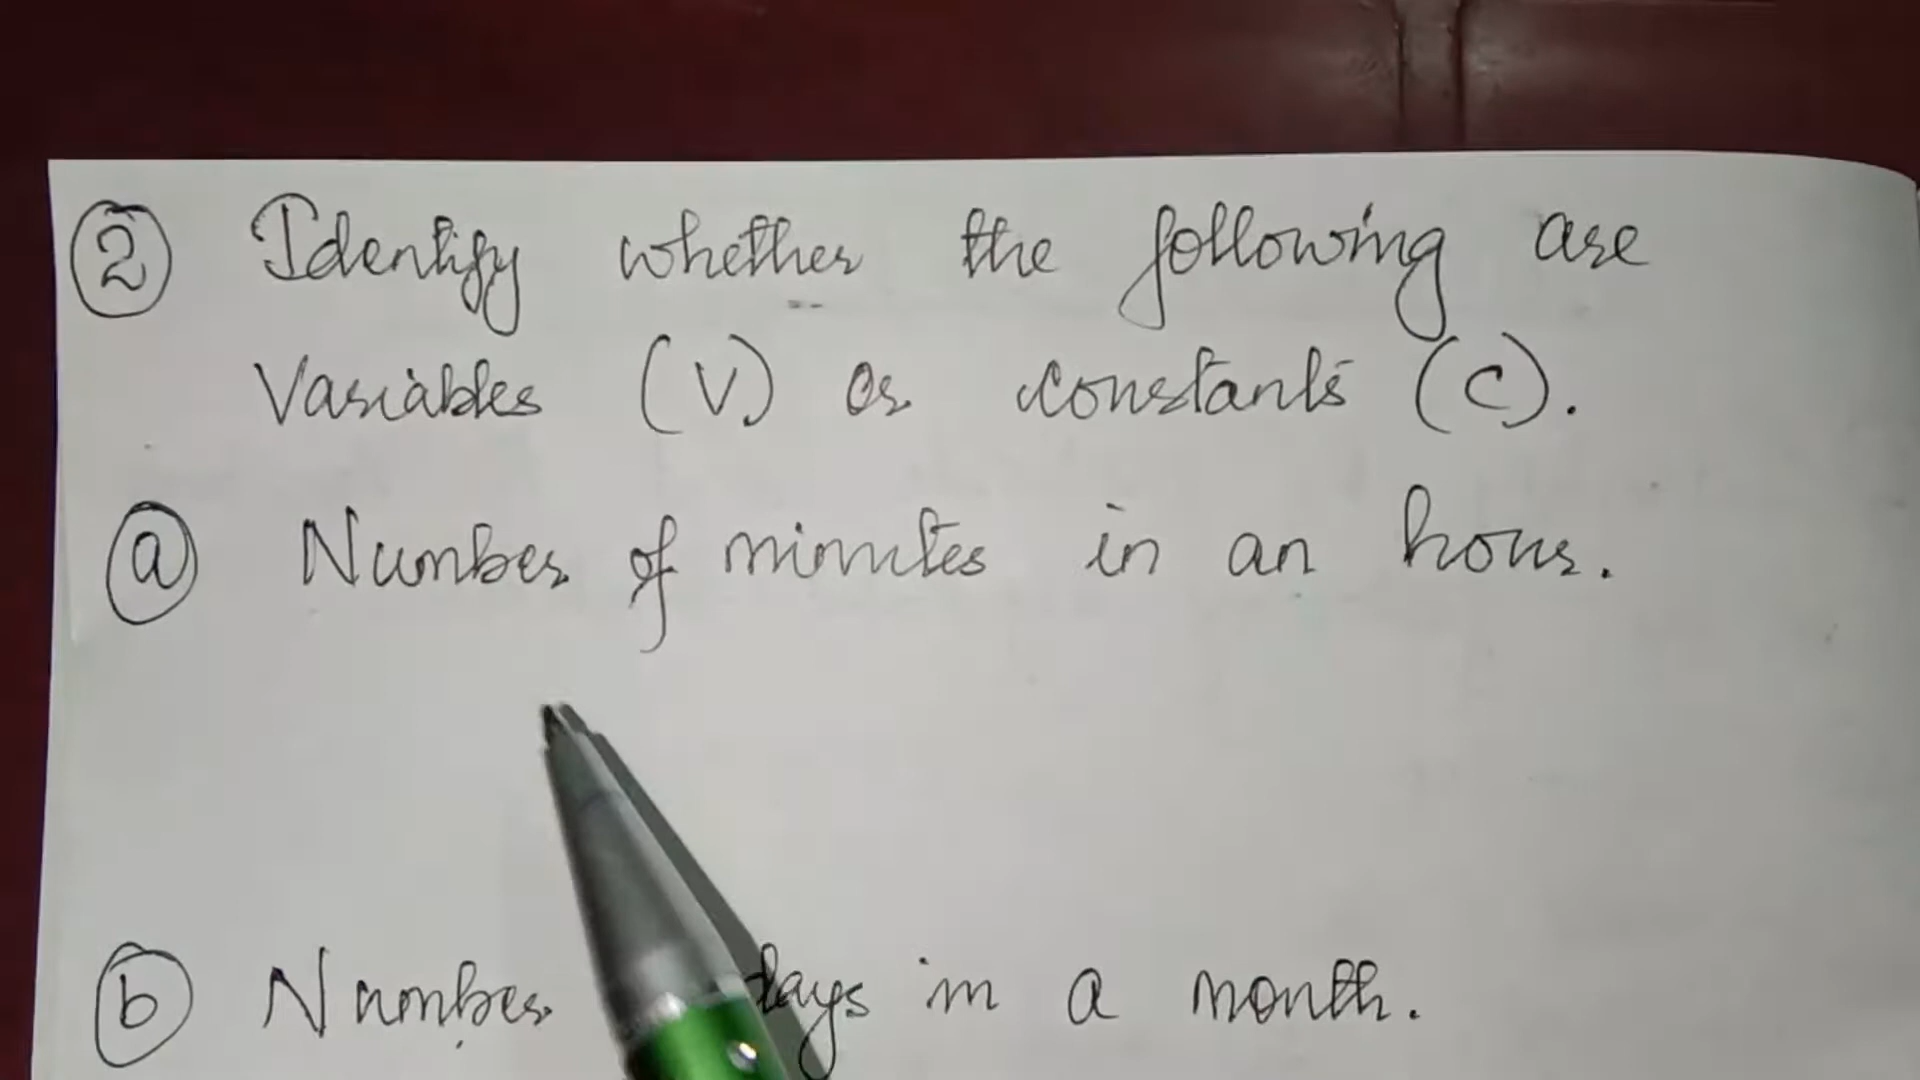 2 Identify whether the following are
Variables (V) or constants (C).
a Number of minutes in an hour.
b Number days in a month.